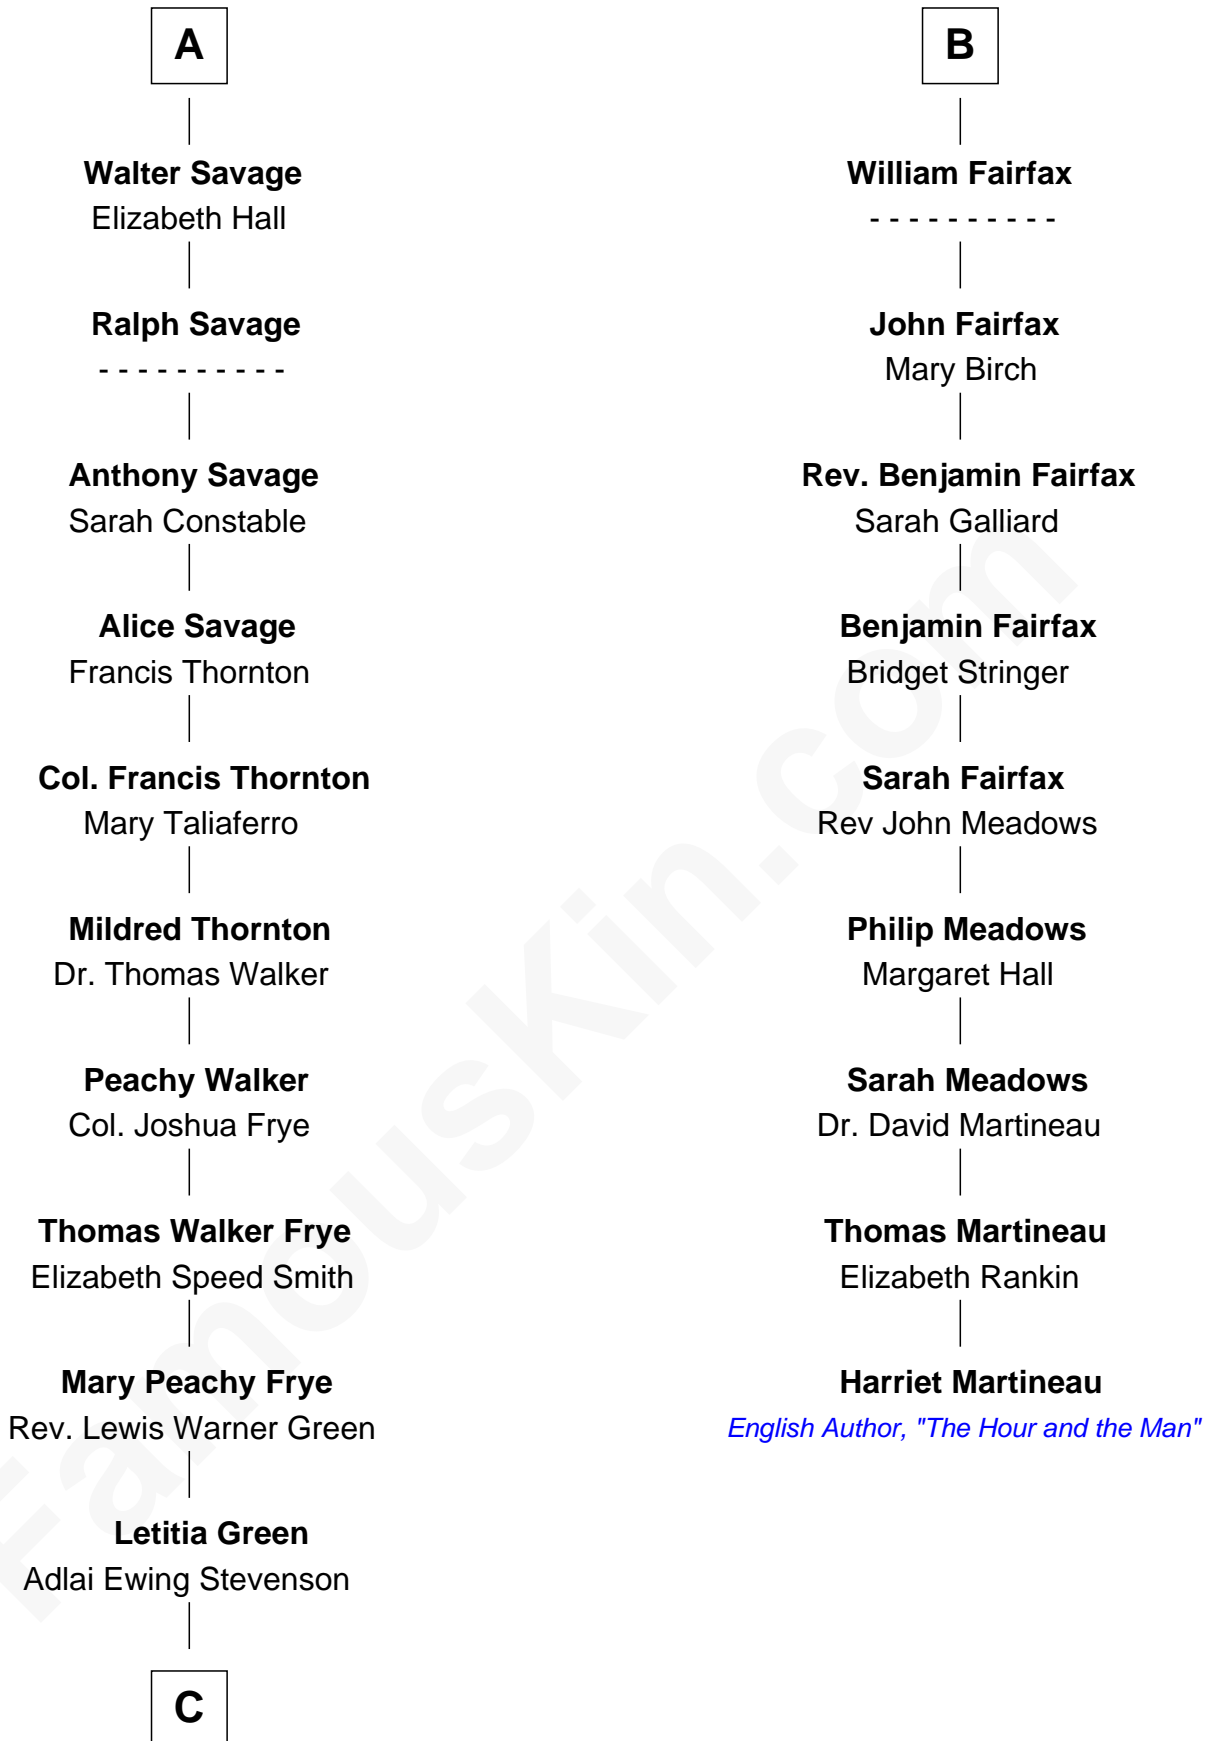 A
Walter Savage
Elizabeth Hall
Ralph Savage
- - - - - - - - - -
Anthony Savage
Sarah Constable
Alice Savage
Francis Thornton
Col. Francis Thornton
Mary Taliaferro
Mildred Thornton
Dr. Thomas Walker
Peachy Walker
Col. Joshua Frye
Thomas Walker Frye
Elizabeth Speed Smith
Mary Peachy Frye
Rev. Lewis Warner Green
Letitia Green
Adlai Ewing Stevenson
C
B
William Fairfax
- - - - - - - - - -
John Fairfax
Mary Birch
Rev. Benjamin Fairfax
Sarah Galliard
Benjamin Fairfax
Bridget Stringer
Sarah Fairfax
Rev John Meadows
Philip Meadows
Margaret Hall
Sarah Meadows
Dr. David Martineau
Thomas Martineau
Elizabeth Rankin
Harriet Martineau
English Author, "The Hour and the Man"
FamousKin.com